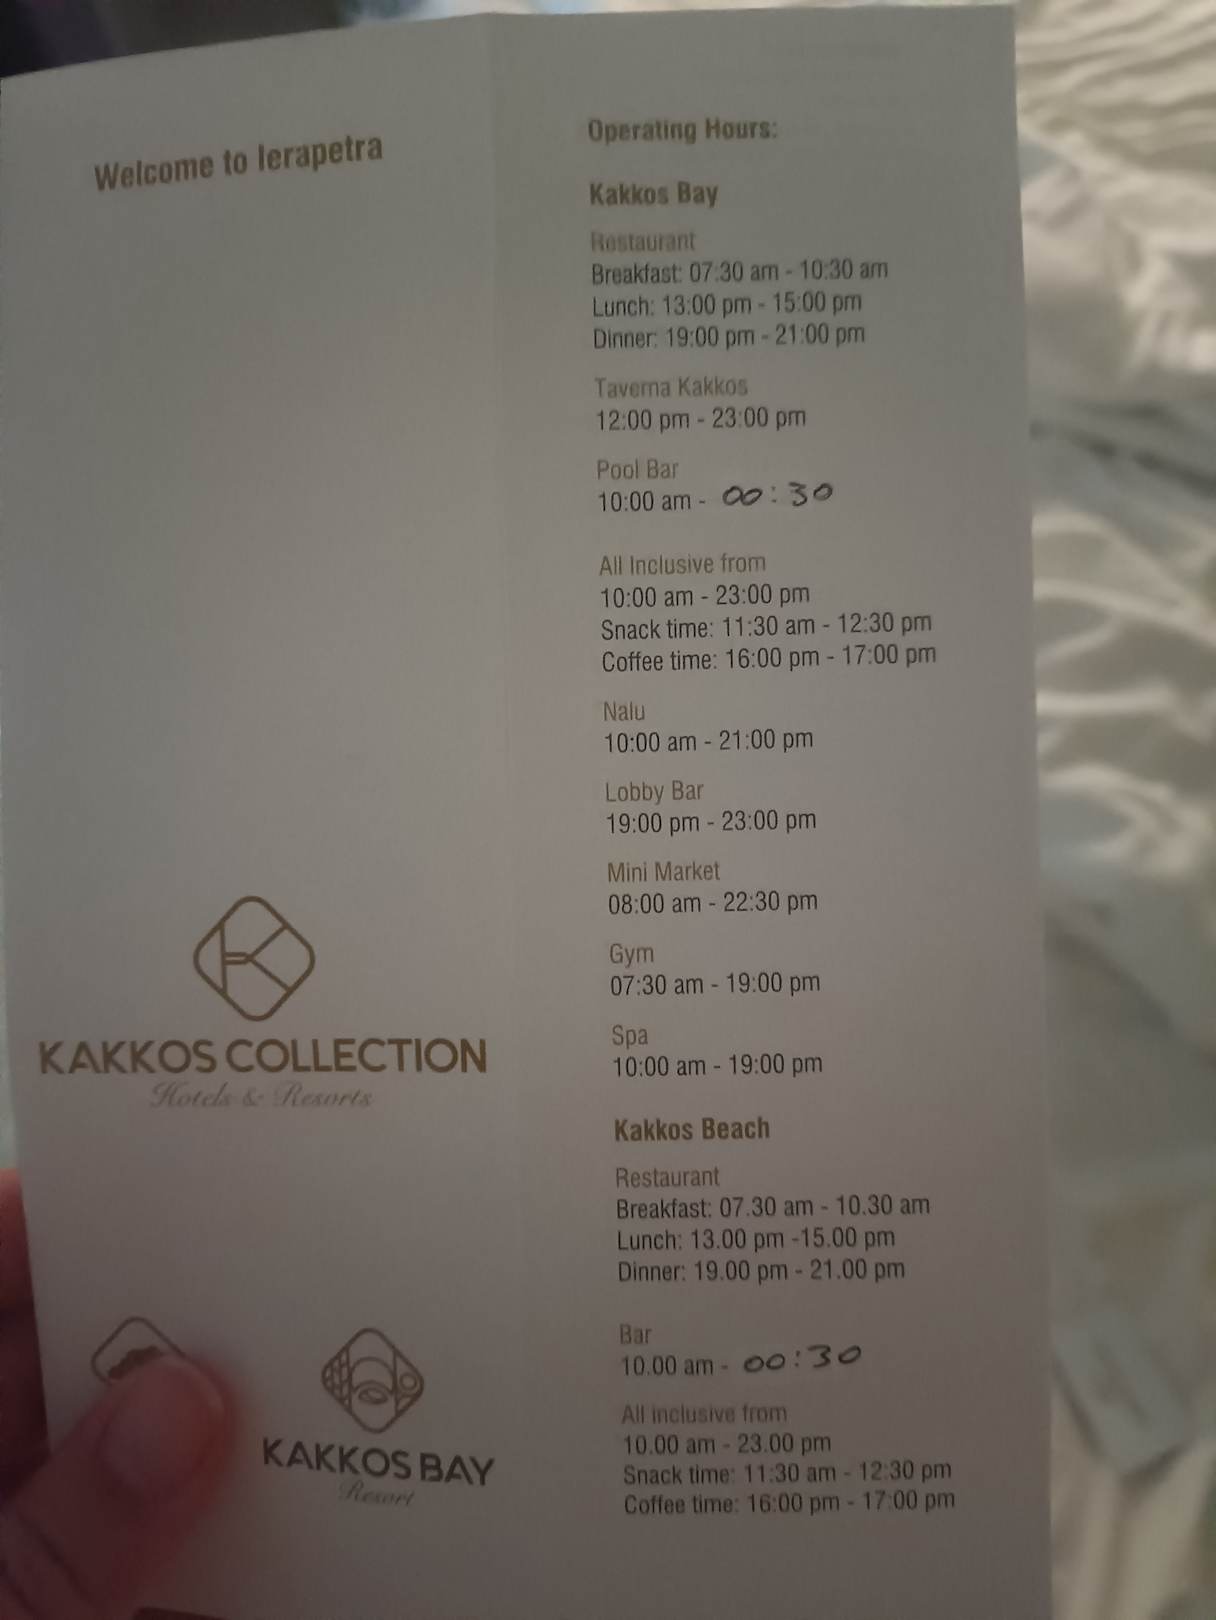 Welcome to Ierapetra
KAKKOS COLLECTION
Hotels & Resorts
KAKKOS BAY
Resort
Operating Hours:
Kakkos Bay
Restaurant
Breakfast: 07:30 am - 10:30 am
Lunch: 13:00 pm - 15:00 pm
Dinner: 19:00 pm - 21:00 pm
Taverna Kakkos
12:00 pm - 23:00 pm
Pool Bar
10:00 am - 00:30
All Inclusive from
10:00 am - 23:00 pm
Snack time: 11:30 am - 12:30 pm
Coffee time: 16:00 pm - 17:00 pm
Nalu
10:00 am - 21:00 pm
Lobby Bar
19:00 pm - 23:00 pm
Mini Market
08:00 am - 22:30 pm
Gym
07:30 am - 19:00 pm
Spa
10:00 am - 19:00 pm
Kakkos Beach
Restaurant
Breakfast: 07.30 am - 10.30 am
Lunch: 13.00 pm -15.00 pm
Dinner: 19.00 pm - 21.00 pm
Bar
10.00 am - 00:30
All inclusive from
10.00 am - 23.00 pm
Snack time: 11:30 am - 12:30 pm
Coffee time: 16:00 pm - 17:00 pm